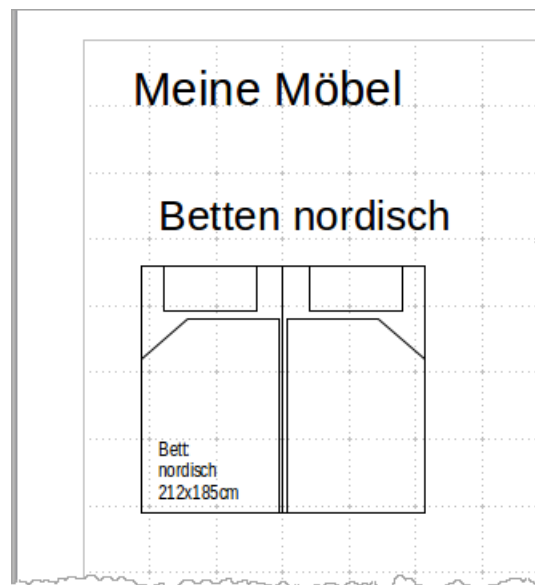 Meine Möbel
Betten nordisch
Bett
nordisch
212x185cm